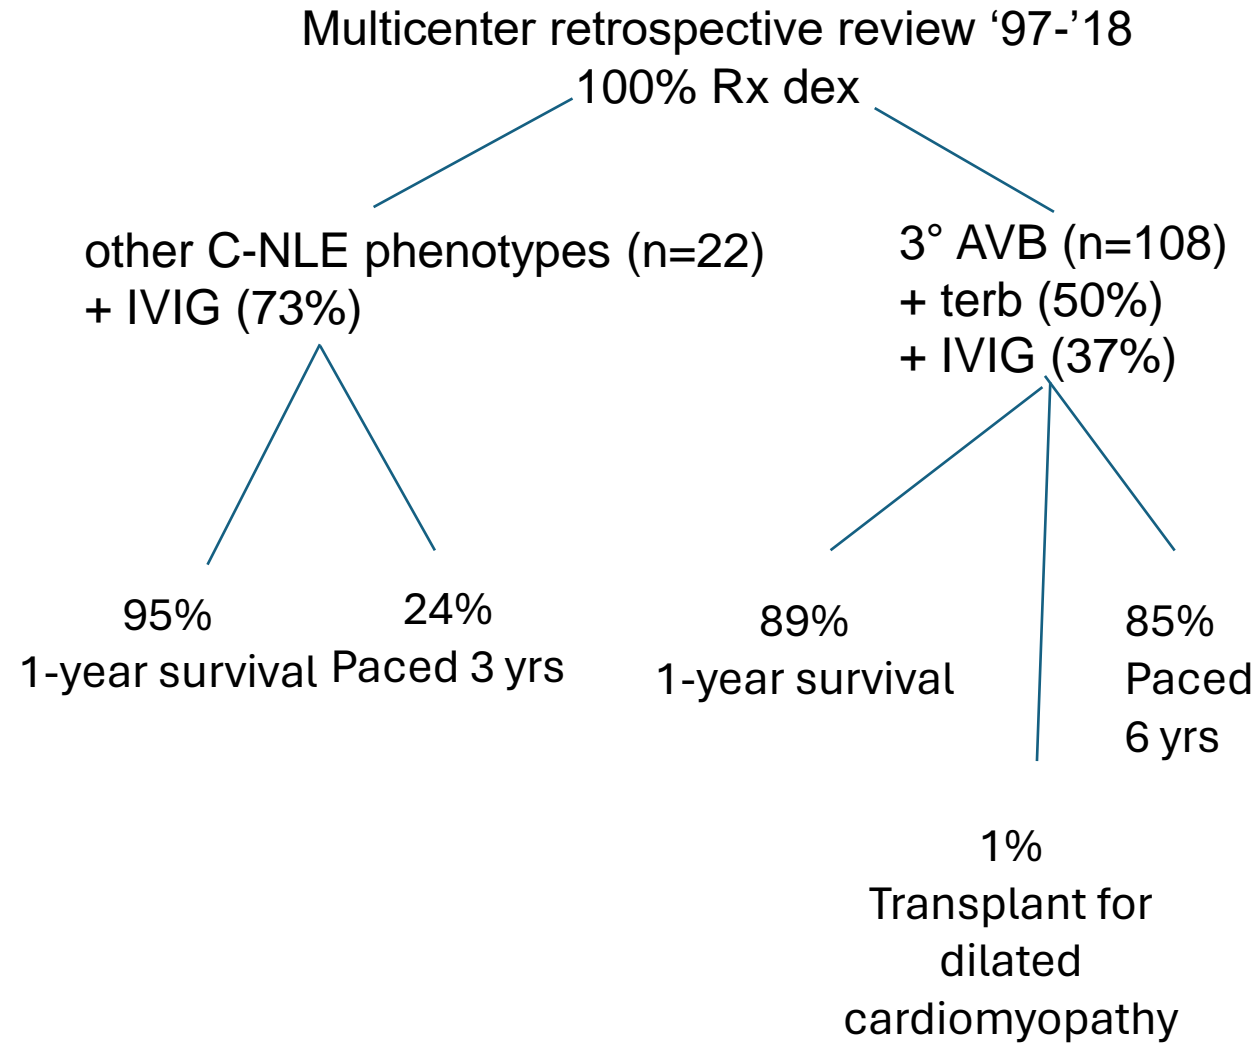 Multicenter retrospective review ‘97-’18
100% Rx dex
other C-NLE phenotypes (n=22)
+ IVIG (73%)
3° AVB (n=108)
+ terb (50%)
+ IVIG (37%)
95%
1-year survival
24%
Paced 3 yrs
89%
1-year survival
85%
Paced
6 yrs
1%
Transplant for
dilated
cardiomyopathy